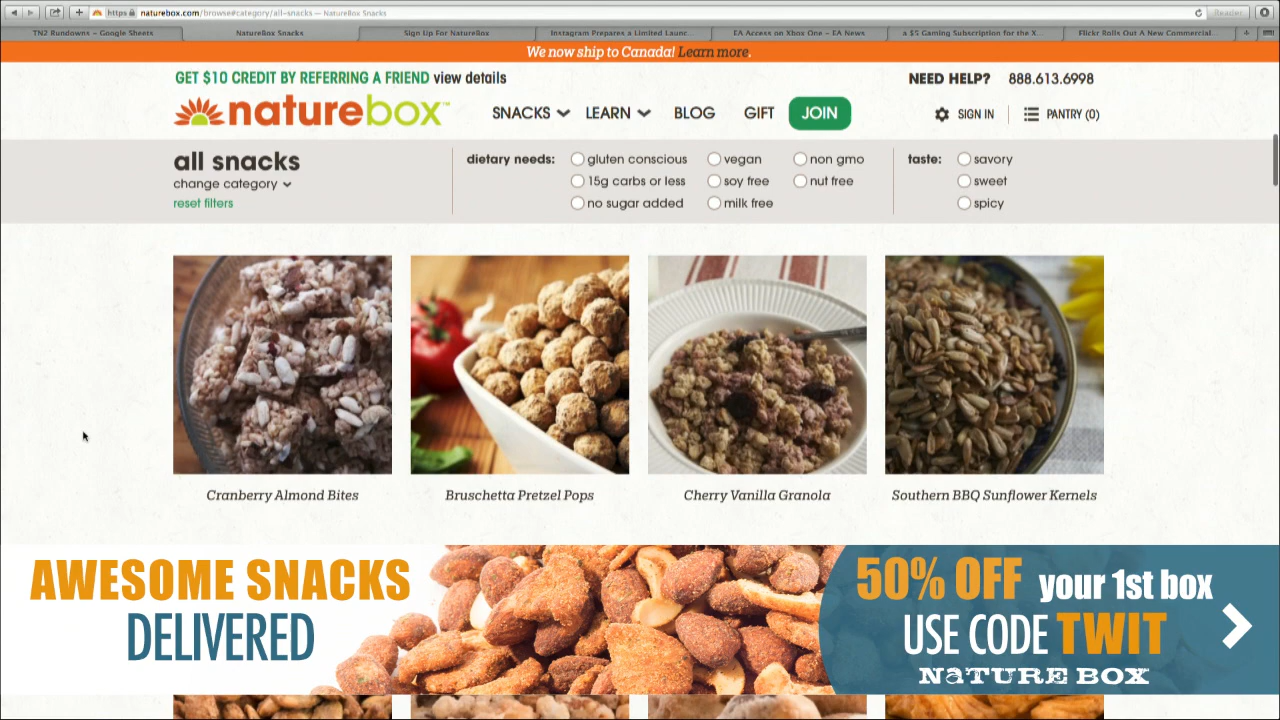 https naturebox.com/browse#category/all-snacks — NatureBox Snacks
Reader
TN2 Rundowns – Google Sheets
NatureBox Snacks
Sign Up For NatureBox
Instagram Prepares a Limited Launc...
EA Access on Xbox One – EA News
a $5 Gaming Subscription for the X...
Flickr Rolls Out A New Commercial...
We now ship to Canada! Learn more.
GET $10 CREDIT BY REFERRING A FRIEND view details
NEED HELP? 888.613.6998
naturebox™
SNACKS LEARN BLOG GIFT JOIN
SIGN IN PANTRY (0)
all snacks
change category
reset filters
dietary needs:
gluten conscious vegan non gmo
15g carbs or less soy free nut free
no sugar added milk free
taste:
savory
sweet
spicy
Cranberry Almond Bites
Bruschetta Pretzel Pops
Cherry Vanilla Granola
Southern BBQ Sunflower Kernels
AWESOME SNACKS
DELIVERED
50% OFF your 1st box
USE CODE TWIT
NATURE BOX